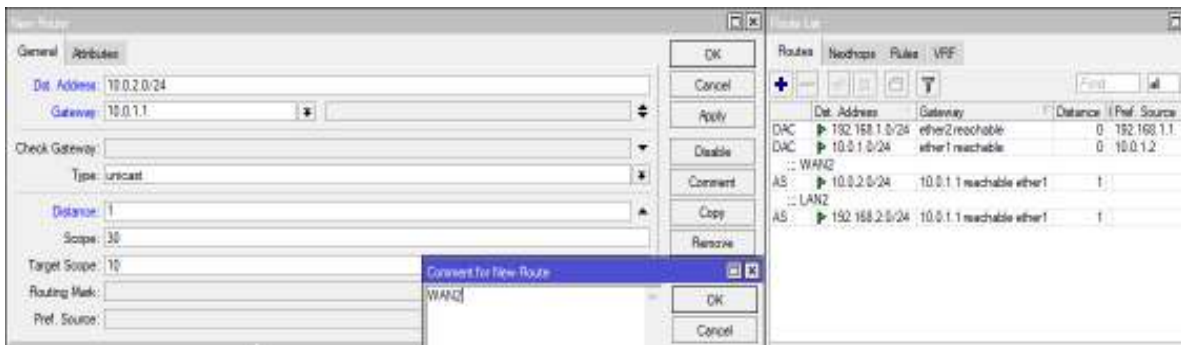 New Route
General Attributes
Dst. Address: 10.0.2.0/24
Gateway: 10.0.1.1
Check Gateway:
Type: unicast
Distance: 1
Scope: 30
Target Scope: 10
Routing Mark:
Pref. Source:
OK
Cancel
Apply
Disable
Comment
Copy
Remove
Comment for New Route
WAN2
OK
Cancel
Route List
Routes Nexthops Rules VRF
Find all
Dst. Address Gateway Distance Pref. Source
DAC 192.168.1.0/24 ether2 reachable 0 192.168.1.1
DAC 10.0.1.0/24 ether1 reachable 0 10.0.1.2
::: WAN2
AS 10.0.2.0/24 10.0.1.1 reachable ether1 1
::: LAN2
AS 192.168.2.0/24 10.0.1.1 reachable ether1 1